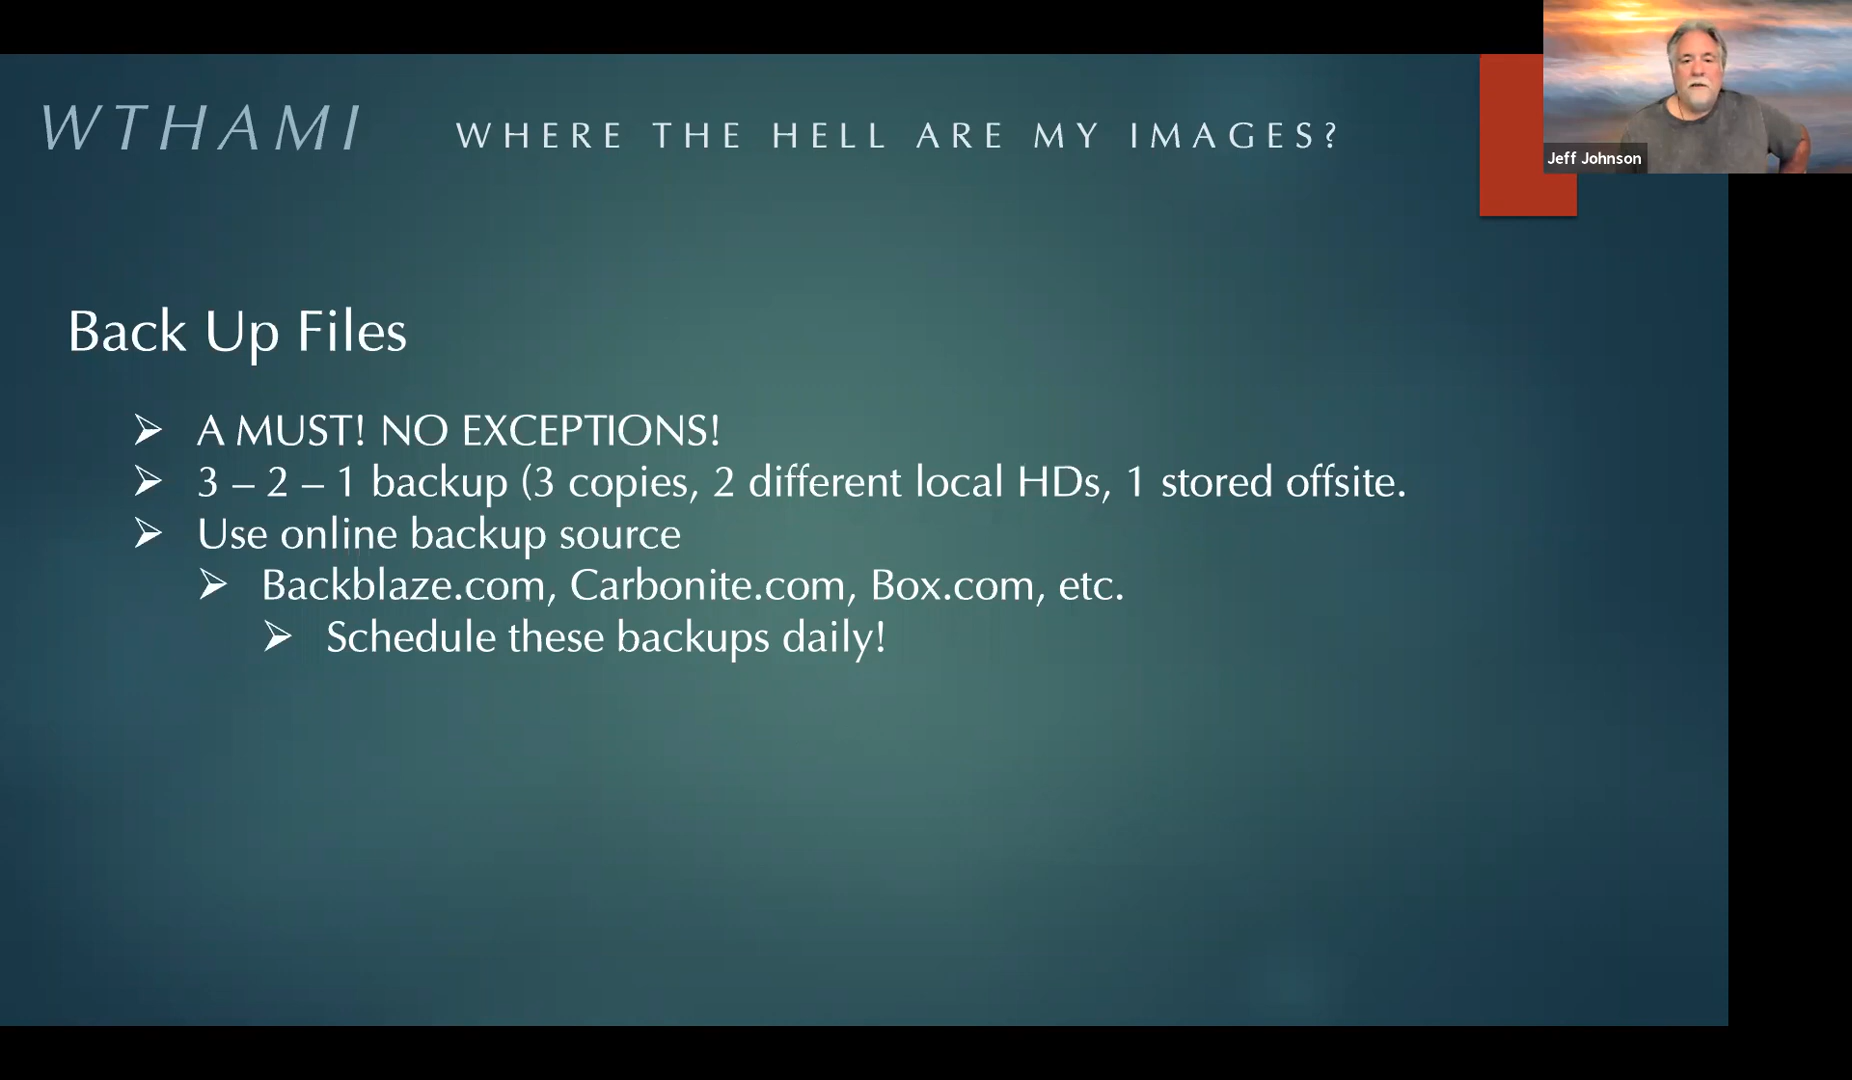 WTHAMI WHERE THE HELL ARE MY IMAGES?
Jeff Johnson
Back Up Files
➢ A MUST! NO EXCEPTIONS!
➢ 3 – 2 – 1 backup (3 copies, 2 different local HDs, 1 stored offsite.
➢ Use online backup source
➢ Backblaze.com, Carbonite.com, Box.com, etc.
➢ Schedule these backups daily!